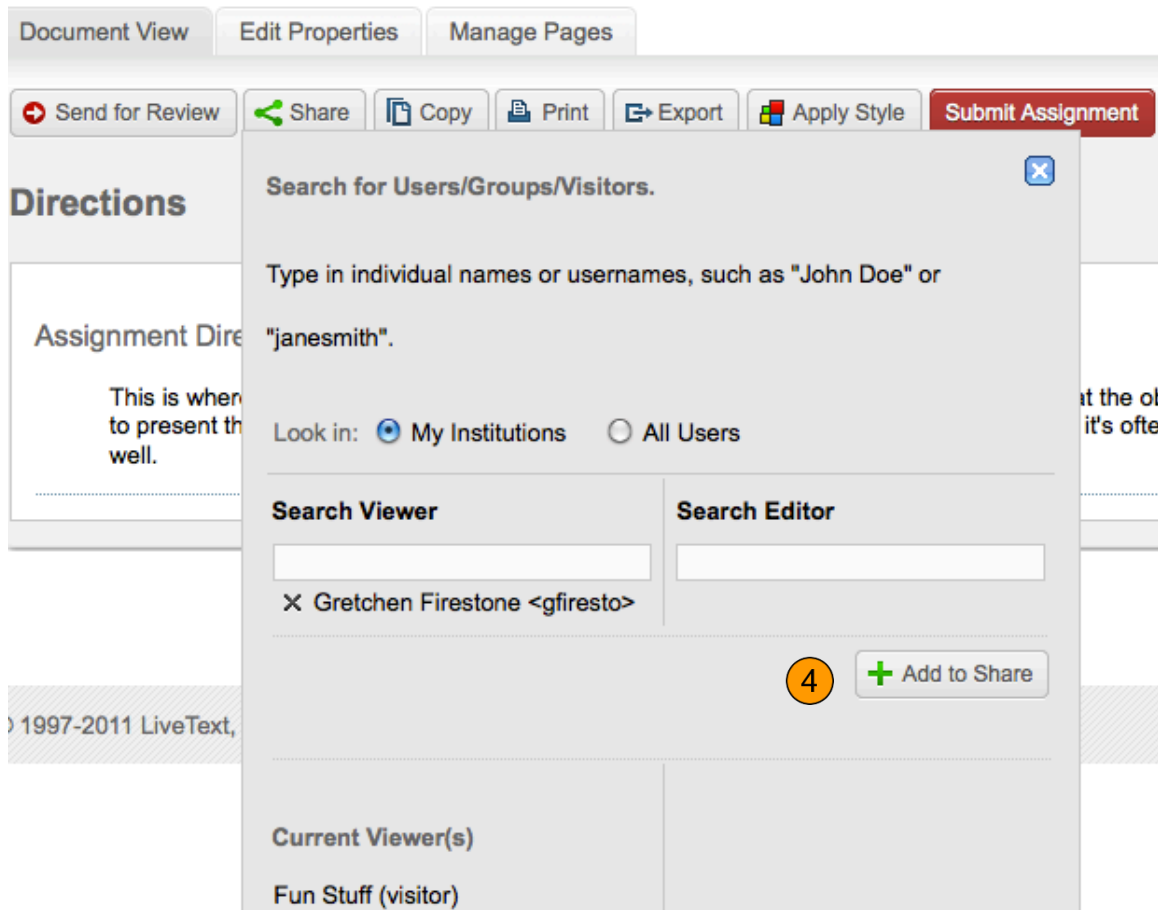 Document View Edit Properties Manage Pages
Send for Review Share Copy Print Export Apply Style Submit Assignment
Directions
Search for Users/Groups/Visitors.
Type in individual names or usernames, such as "John Doe" or
"janesmith".
Assignment Dire
This is where
to present th
well.
at the
it's ofte
Look in: My Institutions All Users
Search Viewer Search Editor
Gretchen Firestone <gfiresto>
4 Add to Share
1997-2011 LiveText,
Current Viewer(s)
Fun Stuff (visitor)